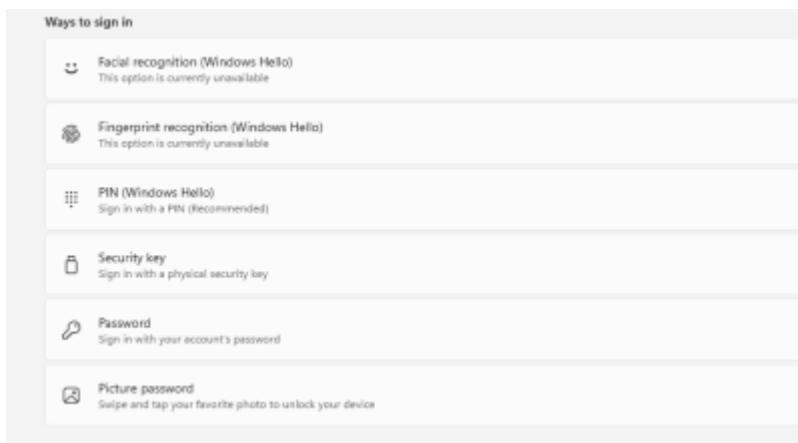 Ways to sign in
Facial recognition (Windows Hello)
This option is currently unavailable
Fingerprint recognition (Windows Hello)
This option is currently unavailable
PIN (Windows Hello)
Sign in with a PIN (Recommended)
Security key
Sign in with a physical security key
Password
Sign in with your account's password
Picture password
Swipe and tap your favorite photo to unlock your device